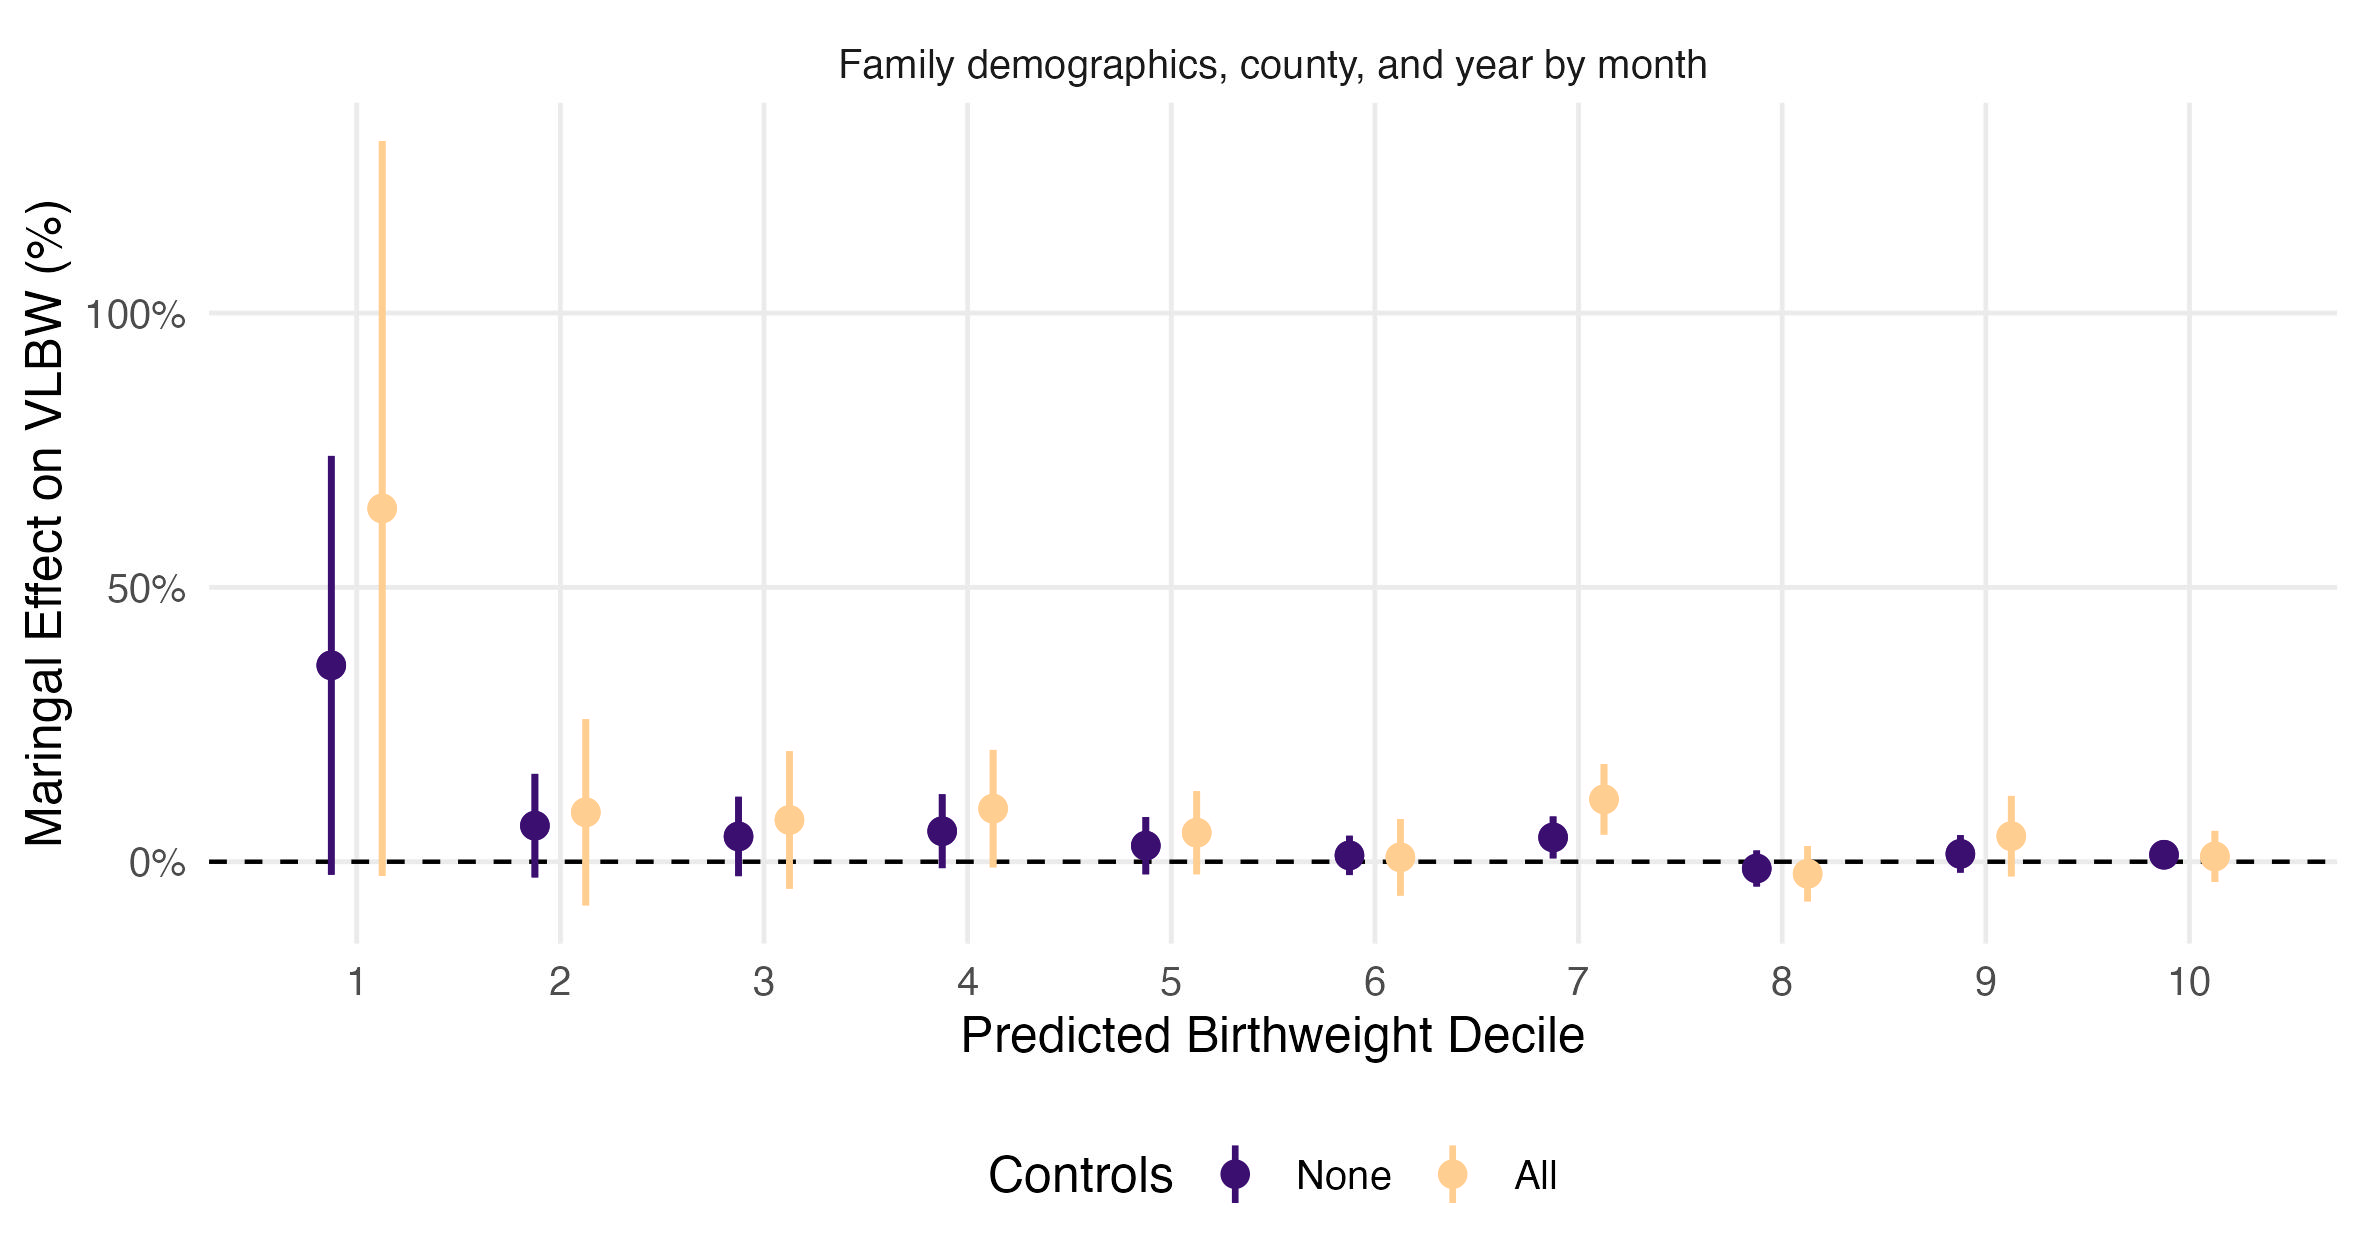 Family demographics, county, and year by month
Maringal Effect on VLBW (%)
100%
50%
0%
1 2 3 4 5 6 7 8 9 10
Predicted Birthweight Decile
Controls None All